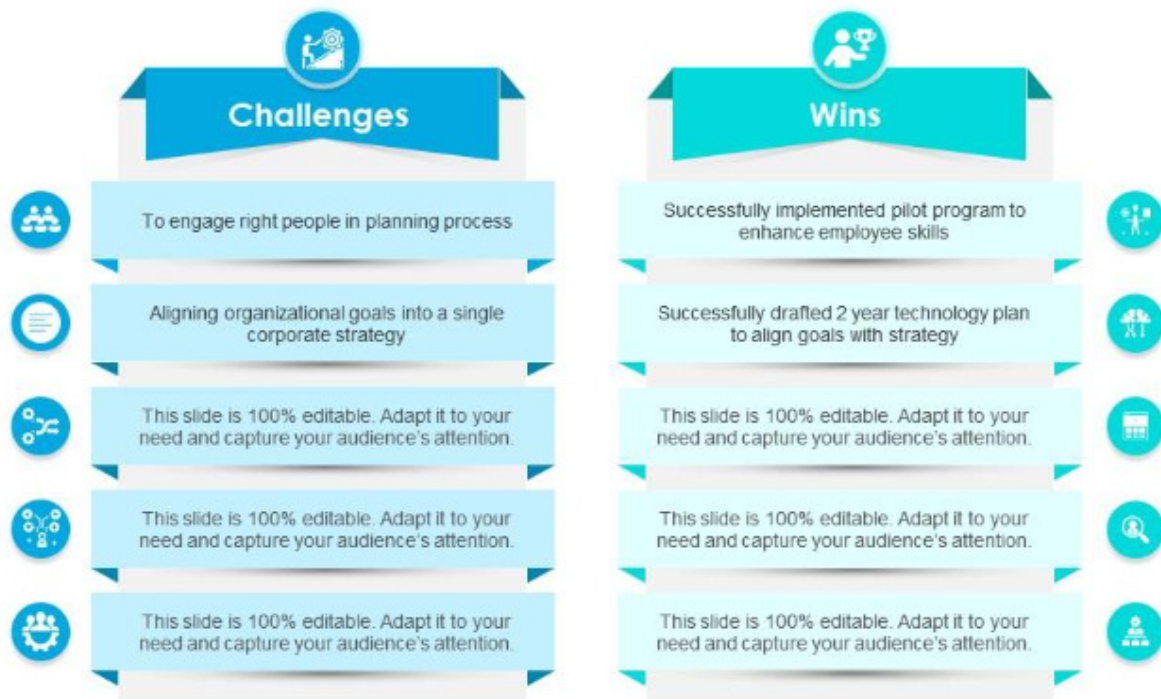 Challenges
To engage right people in planning process
Aligning organizational goals into a single
corporate strategy
This slide is 100% editable. Adapt it to your
need and capture your audience's attention.
This slide is 100% editable. Adapt it to your
need and capture your audience's attention.
This slide is 100% editable. Adapt it to your
need and capture your audience's attention.
Wins
Successfully implemented pilot program to
enhance employee skills
Successfully drafted 2 year technology plan
to align goals with strategy
This slide is 100% editable. Adapt it to your
need and capture your audience's attention.
This slide is 100% editable. Adapt it to your
need and capture your audience's attention.
This slide is 100% editable. Adapt it to your
need and capture your audience's attention.